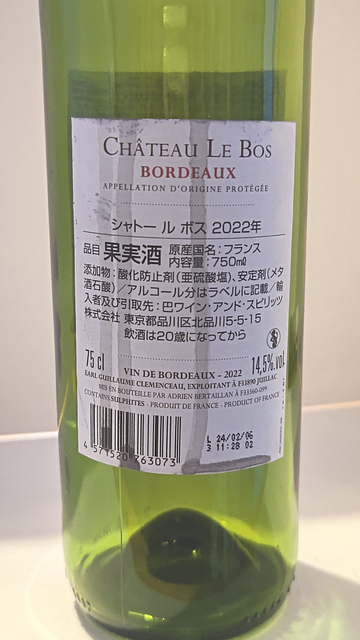 CHÂTEAU LE BOS
BORDEAUX
APPELLATION D'ORIGINE PROTÉGÉE
シャトー ル ボス 2022年
品目 果実酒 原産国名：フランス
内容量：750mℓ
添加物：酸化防止剤（亜硫酸塩）、安定剤（メタ
酒石酸）／アルコール分はラベルに記載／輸
入者及び引取先：巴ワイン・アンド・スピリッツ
株式会社 東京都品川区北品川5-5-15
飲酒は20歳になってから
75 cl
VIN DE BORDEAUX - 2022
14,5% vol.
EARL GUILLAUME CLEMENCEAU, EXPLOITANT À F33890 JUILLAC
MIS EN BOUTEILLE PAR ADRIEN BERTAILLAN À F33360-099
CONTAINS SULPHITES - PRODUIT DE FRANCE - PRODUCT OF FRANCE
L 24/02/06
3 11:28 02
4 571520 763073